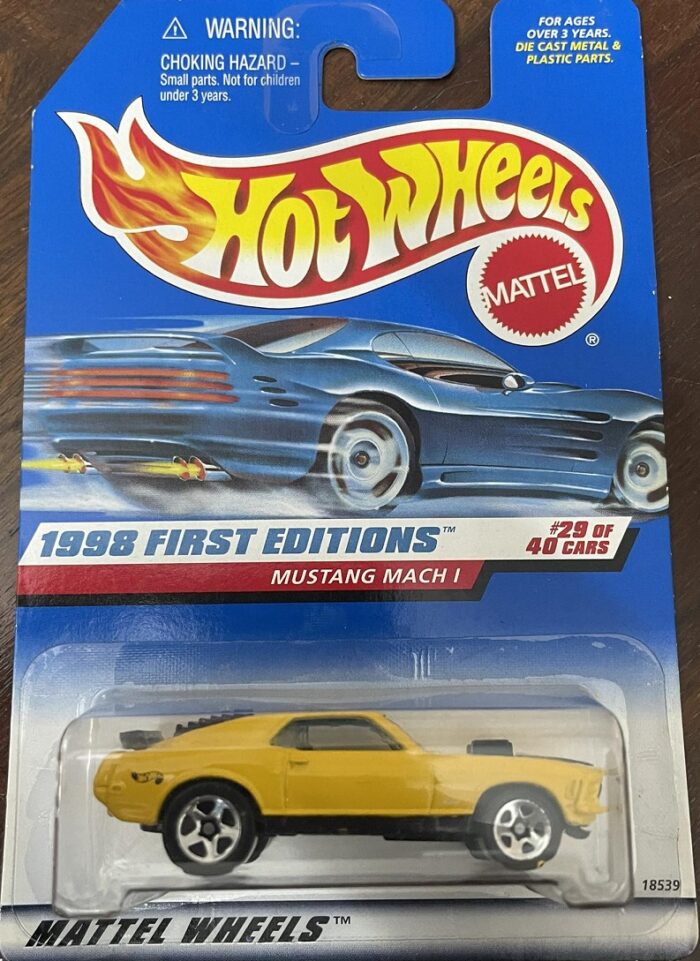 ⚠ WARNING:
CHOKING HAZARD –
Small parts. Not for children
under 3 years.
FOR AGES
OVER 3 YEARS.
DIE CAST METAL &
PLASTIC PARTS.
HOT WHEELS
MATTEL
®
1998 FIRST EDITIONS™
#29 OF
40 CARS
MUSTANG MACH I
18539
MATTEL WHEELS™